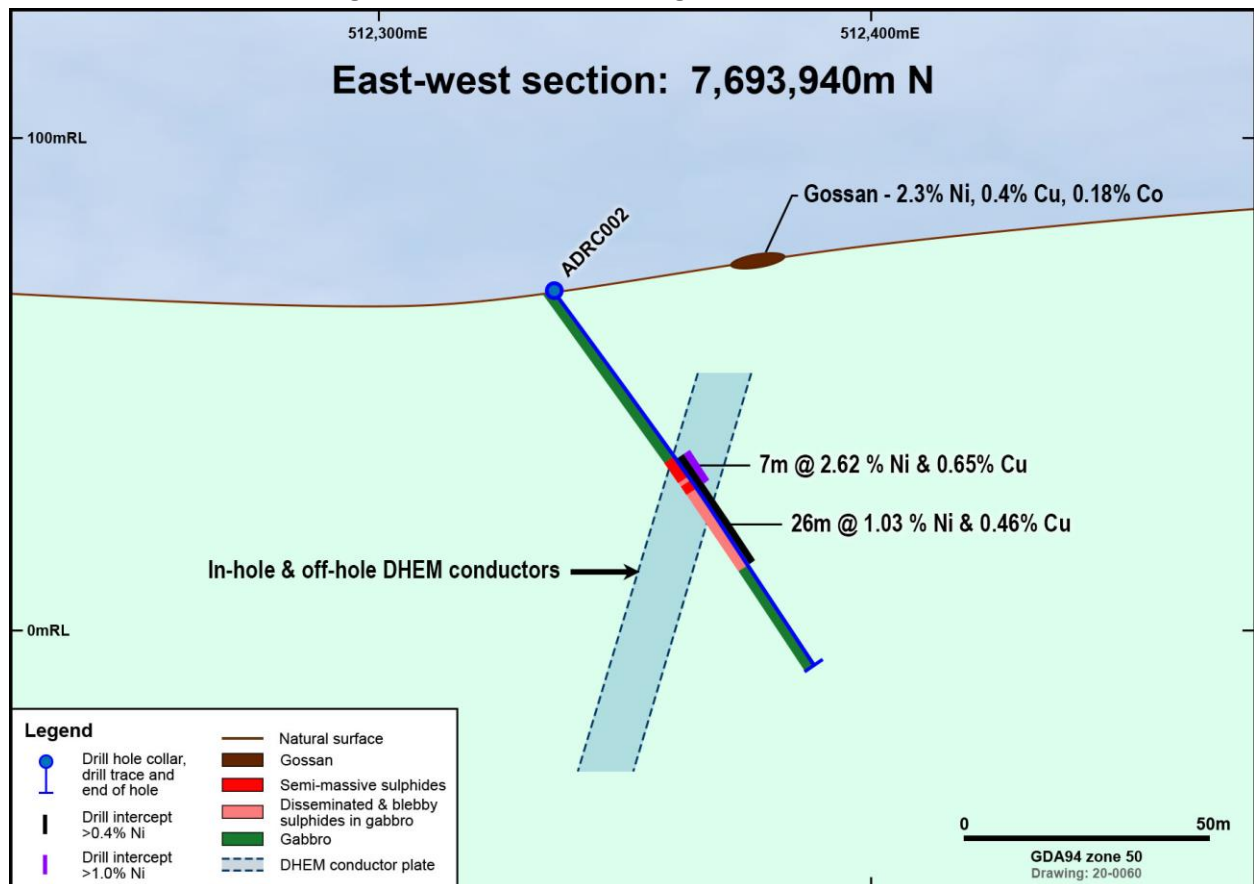 512,300mE
512,400mE
East-west section: 7,693,940m N
100mRL
Gossan - 2.3% Ni, 0.4% Cu, 0.18% Co
ADRC002
7m @ 2.62 % Ni & 0.65% Cu
26m @ 1.03 % Ni & 0.46% Cu
In-hole & off-hole DHEM conductors
0mRL
Legend
Drill hole collar,
drill trace and
end of hole
Drill intercept
>0.4% Ni
Drill intercept
>1.0% Ni
Natural surface
Gossan
Semi-massive sulphides
Disseminated & blebby
sulphides in gabbro
Gabbro
DHEM conductor plate
0
50m
GDA94 zone 50
Drawing: 20-0060